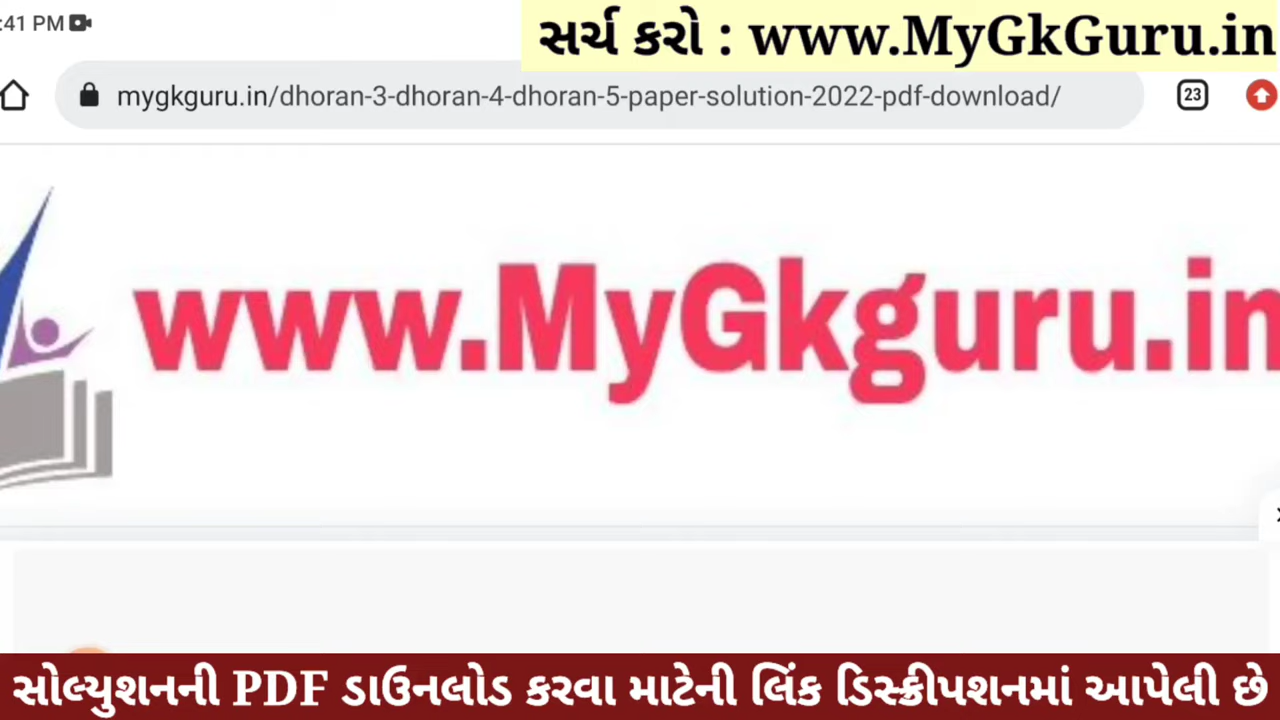 :41 PM
સર્ચ કરો : www.MyGkGuru.in
mygkguru.in/dhoran-3-dhoran-4-dhoran-5-paper-solution-2022-pdf-download/
23
www.MyGkguru.in
સોલ્યુશનની PDF ડાઉનલોડ કરવા માટેની લિંક ડિસ્ક્રીપશનમાં આપેલી છે